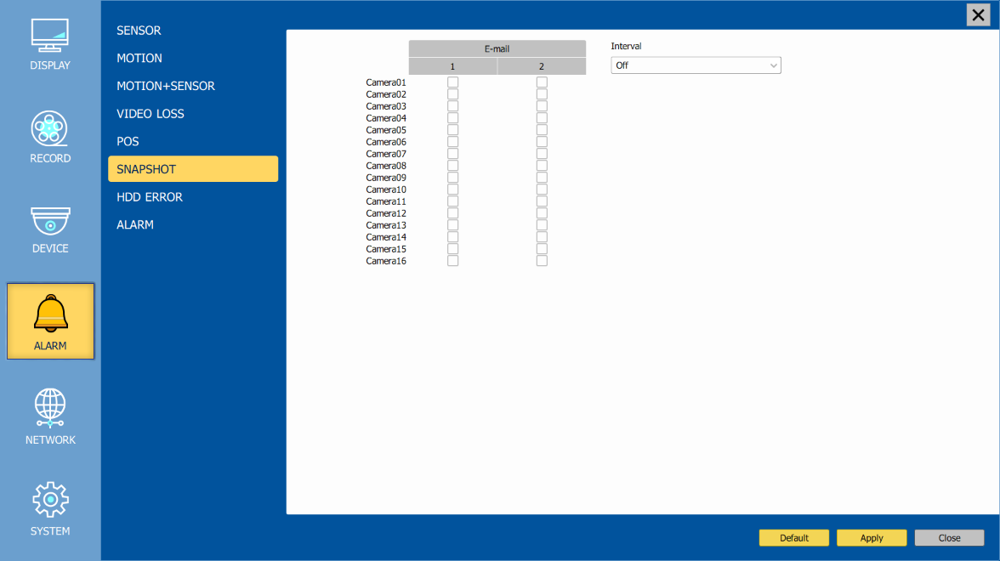 DISPLAY
RECORD
DEVICE
ALARM
NETWORK
SYSTEM
SENSOR
MOTION
MOTION+SENSOR
VIDEO LOSS
POS
SNAPSHOT
HDD ERROR
ALARM
E-mail
1 2
Camera01
Camera02
Camera03
Camera04
Camera05
Camera06
Camera07
Camera08
Camera09
Camera10
Camera11
Camera12
Camera13
Camera14
Camera15
Camera16
Interval
Off
Default Apply Close